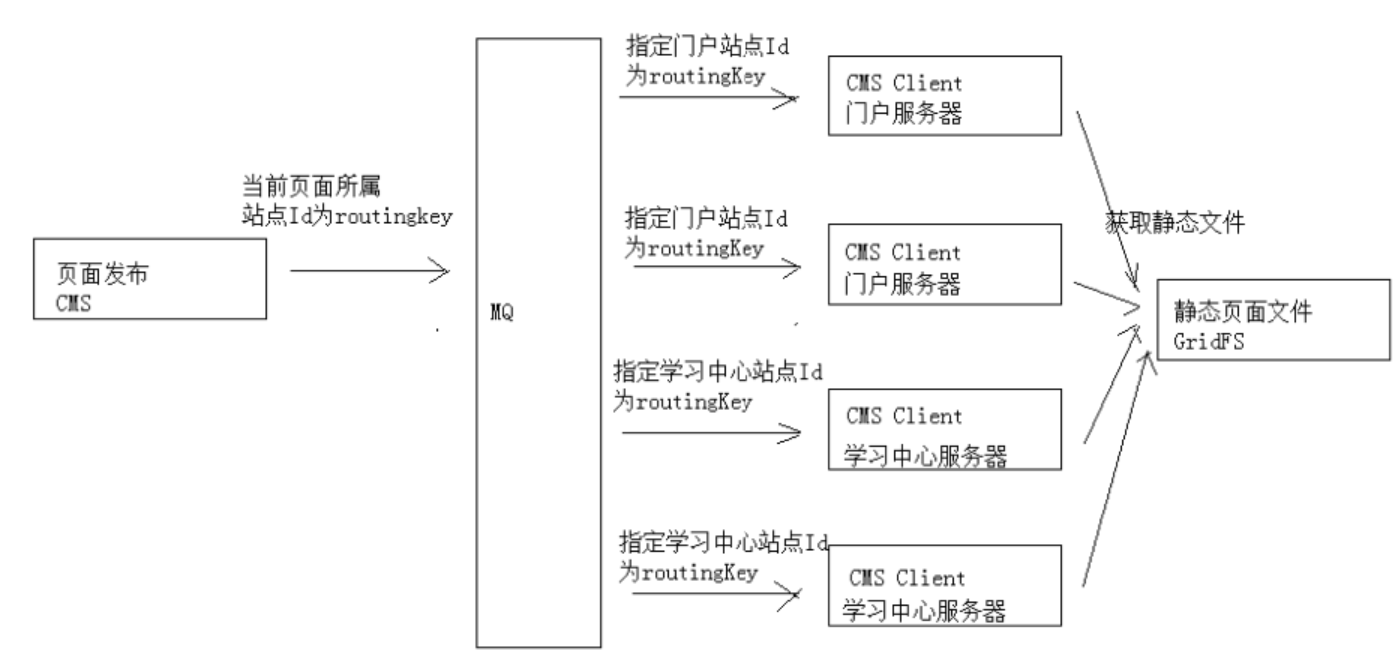 指定门户站点Id
为routingKey
CMS Client
门户服务器
当前页面所属
站点Id为routingkey
页面发布
CMS
MQ
指定门户站点Id
为routingKey
CMS Client
门户服务器
获取静态文件
静态页面文件
GridFS
指定学习中心站点Id
为routingKey
CMS Client
学习中心服务器
指定学习中心站点Id
为routingKey
CMS Client
学习中心服务器